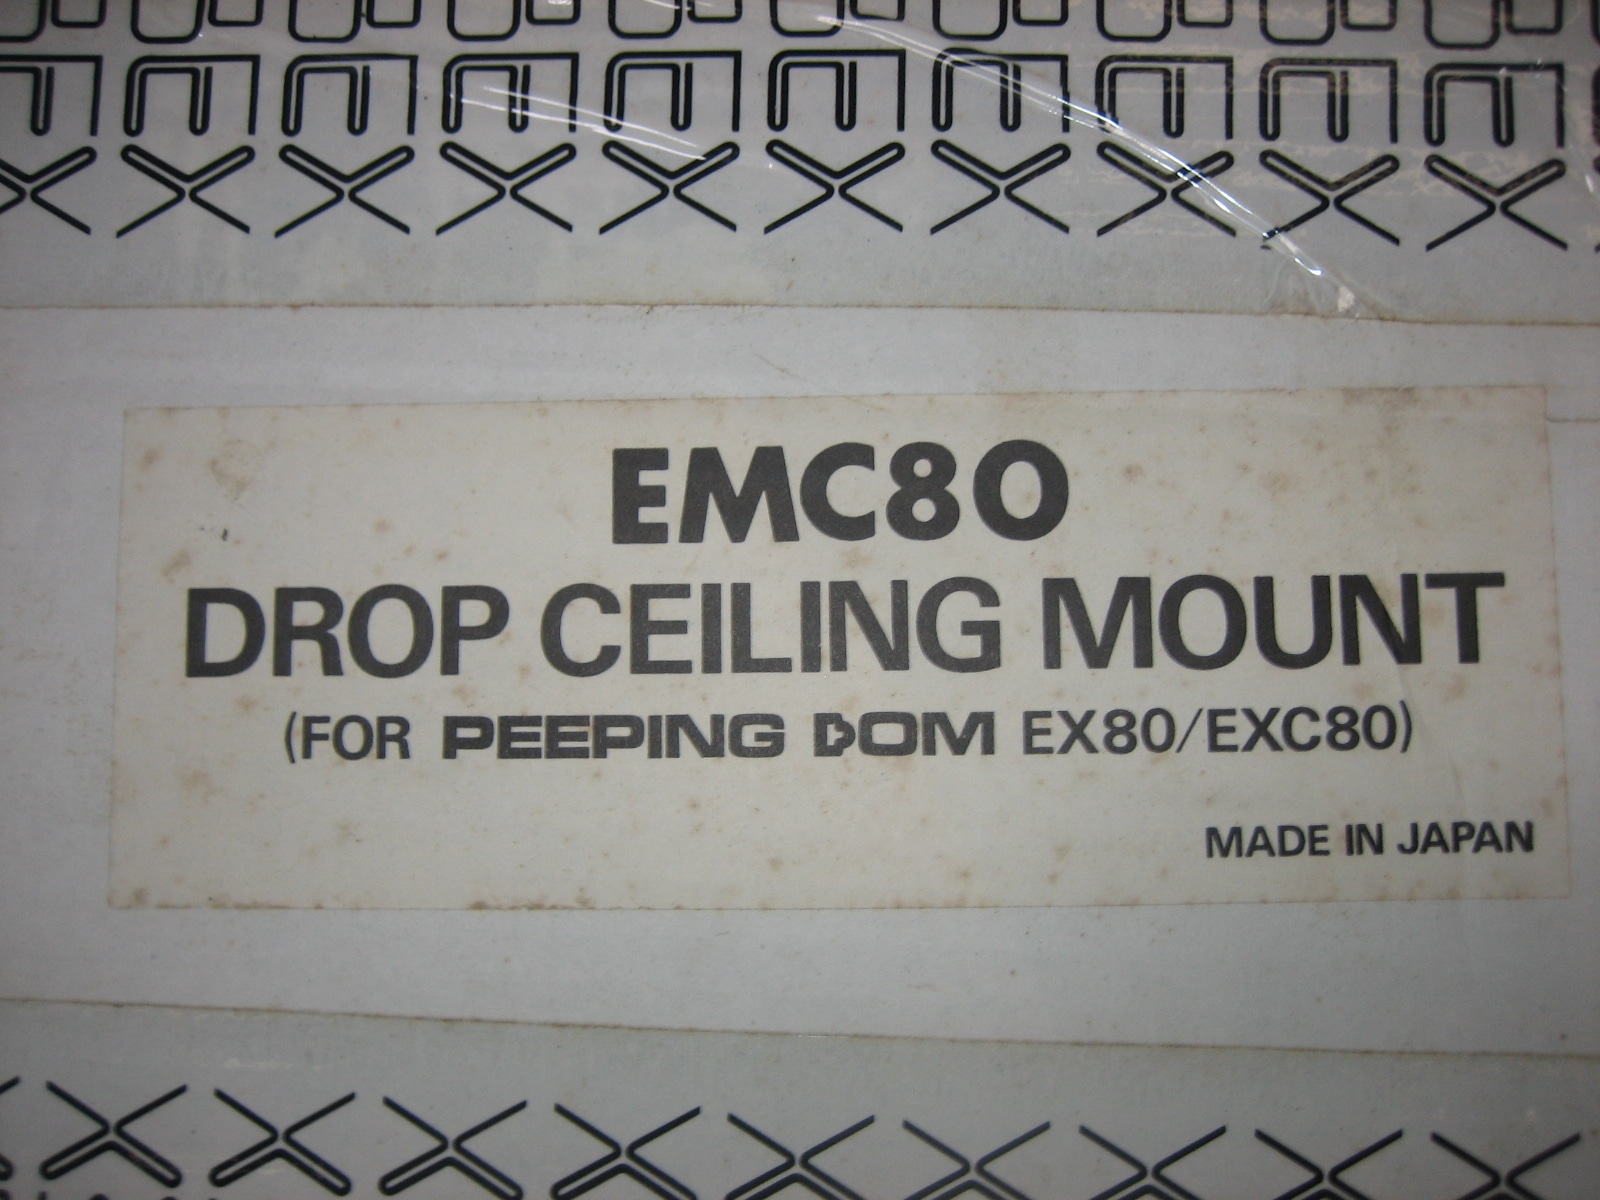 EMC80
DROP CEILING MOUNT
(FOR PEEPING DOM EX80/EXC80)
MADE IN JAPAN